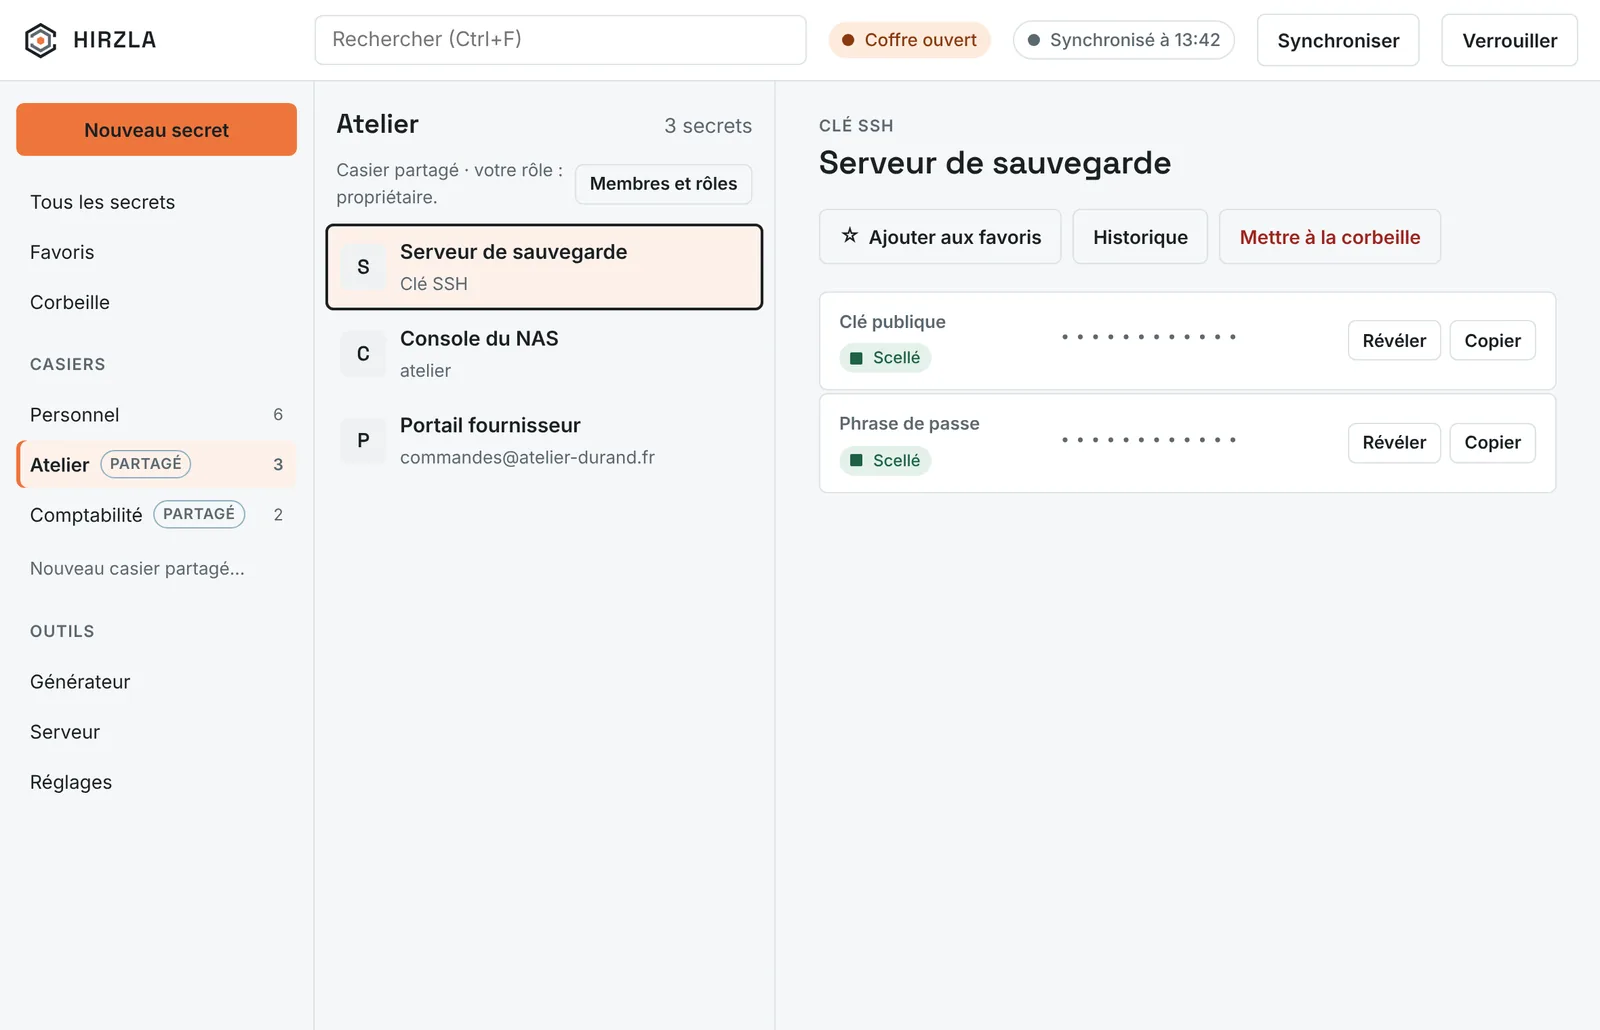 HIRZLA
Rechercher (Ctrl+F)
Coffre ouvert
Synchronisé à 13:42
Synchroniser
Verrouiller
Nouveau secret
Tous les secrets
Favoris
Corbeille
CASIERS
Personnel 6
Atelier PARTAGÉ 3
Comptabilité PARTAGÉ 2
Nouveau casier partagé...
OUTILS
Générateur
Serveur
Réglages
Atelier
3 secrets
Casier partagé · votre rôle :
propriétaire.
Membres et rôles
S
Serveur de sauvegarde
Clé SSH
C
Console du NAS
atelier
P
Portail fournisseur
commandes@atelier-durand.fr
CLÉ SSH
Serveur de sauvegarde
☆ Ajouter aux favoris
Historique
Mettre à la corbeille
Clé publique
Scellé
••••••••••••
Révéler
Copier
Phrase de passe
Scellé
••••••••••••
Révéler
Copier